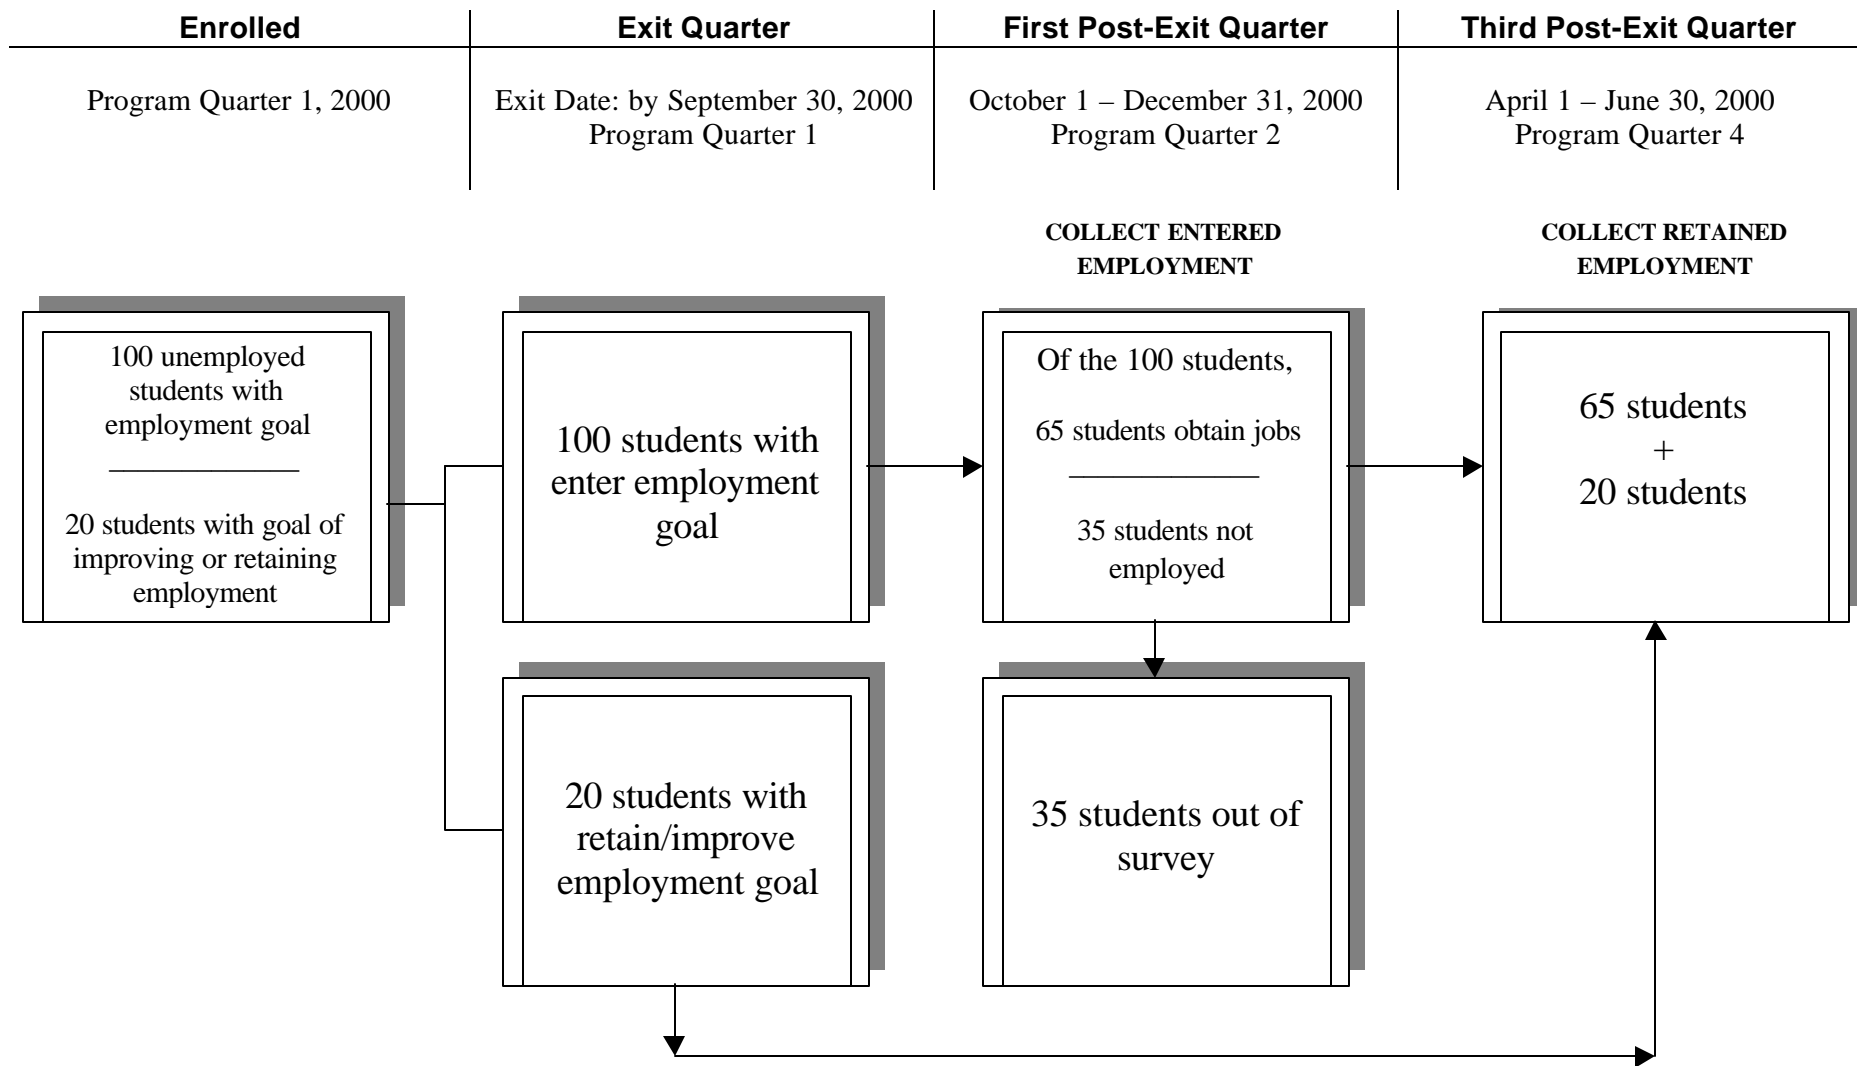 Enrolled
Exit Quarter
First Post-Exit Quarter
Third Post-Exit Quarter
Program Quarter 1, 2000
Exit Date: by September 30, 2000
Program Quarter 1
October 1 – December 31, 2000
Program Quarter 2
April 1 – June 30, 2000
Program Quarter 4
COLLECT ENTERED
EMPLOYMENT
COLLECT RETAINED
EMPLOYMENT
100 unemployed
students with
employment goal
20 students with goal of
improving or retaining
employment
100 students with
enter employment
goal
Of the 100 students,
65 students obtain jobs
35 students not
employed
65 students
+
20 students
20 students with
retain/improve
employment goal
35 students out of
survey